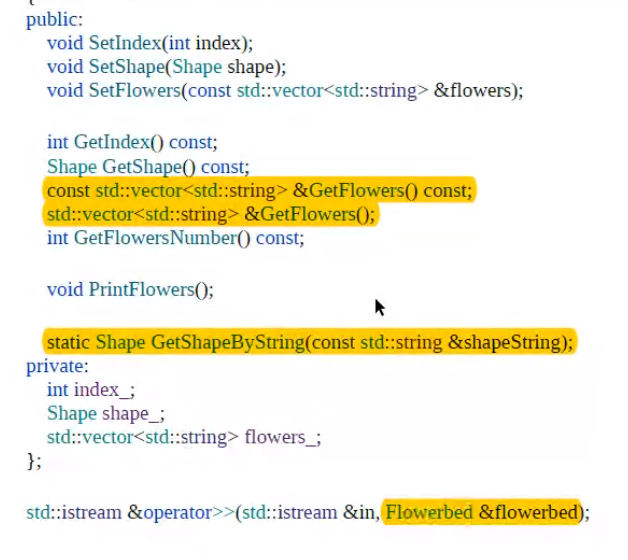 {
public:
void SetIndex(int index);
void SetShape(Shape shape);
void SetFlowers(const std::vector<std::string> &flowers);
int GetIndex() const;
Shape GetShape() const;
const std::vector<std::string> &GetFlowers() const;
std::vector<std::string> &GetFlowers();
int GetFlowersNumber() const;
void PrintFlowers();
static Shape GetShapeByString(const std::string &shapeString);
private:
int index_;
Shape shape_;
std::vector<std::string> flowers_;
};
std::istream &operator>>(std::istream &in, Flowerbed &flowerbed);